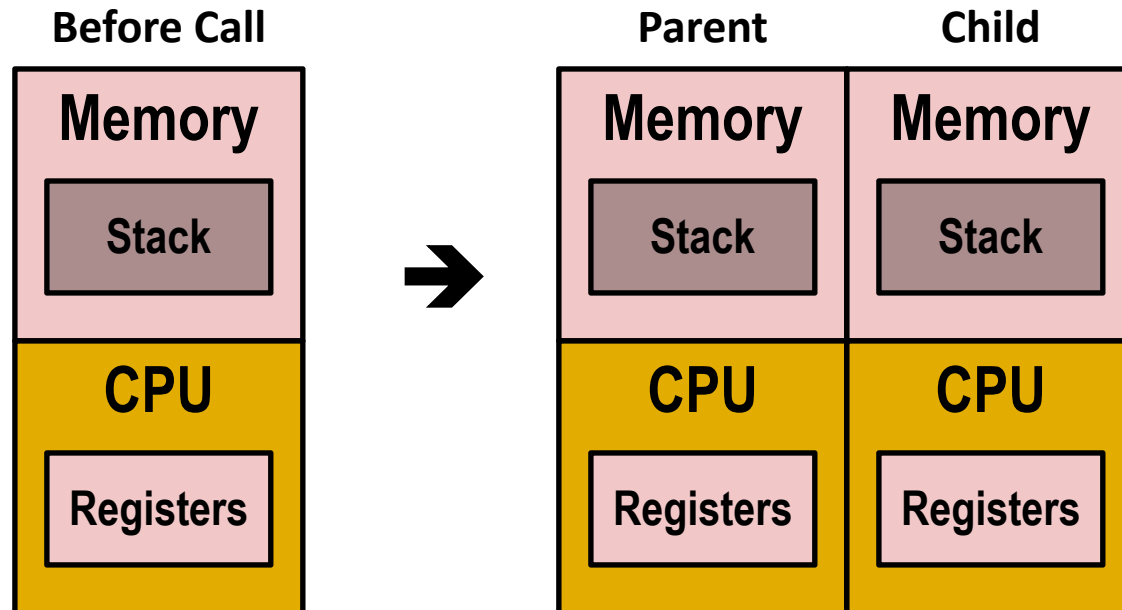 Before Call
Parent
Child
Memory
Memory
Memory
Stack
Stack
Stack
CPU
CPU
CPU
Registers
Registers
Registers